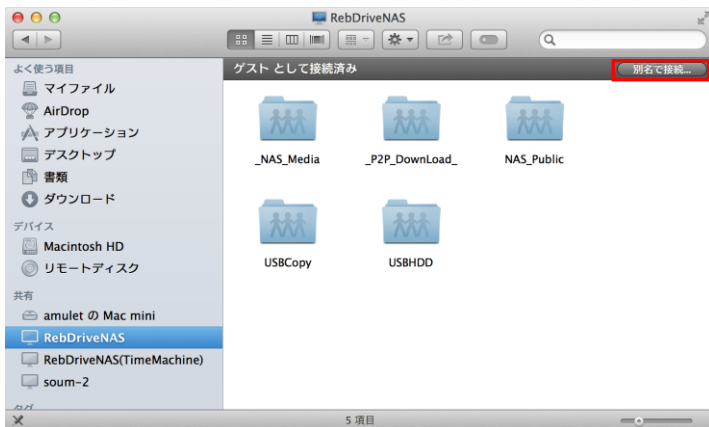 RebDriveNAS
よく使う項目
マイファイル
AirDrop
アプリケーション
デスクトップ
書類
ダウンロード
デバイス
Macintosh HD
リモートディスク
共有
amulet の Mac mini
RebDriveNAS
RebDriveNAS(TimeMachine)
soum-2
タグ
ゲスト として接続済み
別名で接続...
_NAS_Media
_P2P_DownLoad_
NAS_Public
USBCopy
USBHDD
5 項目